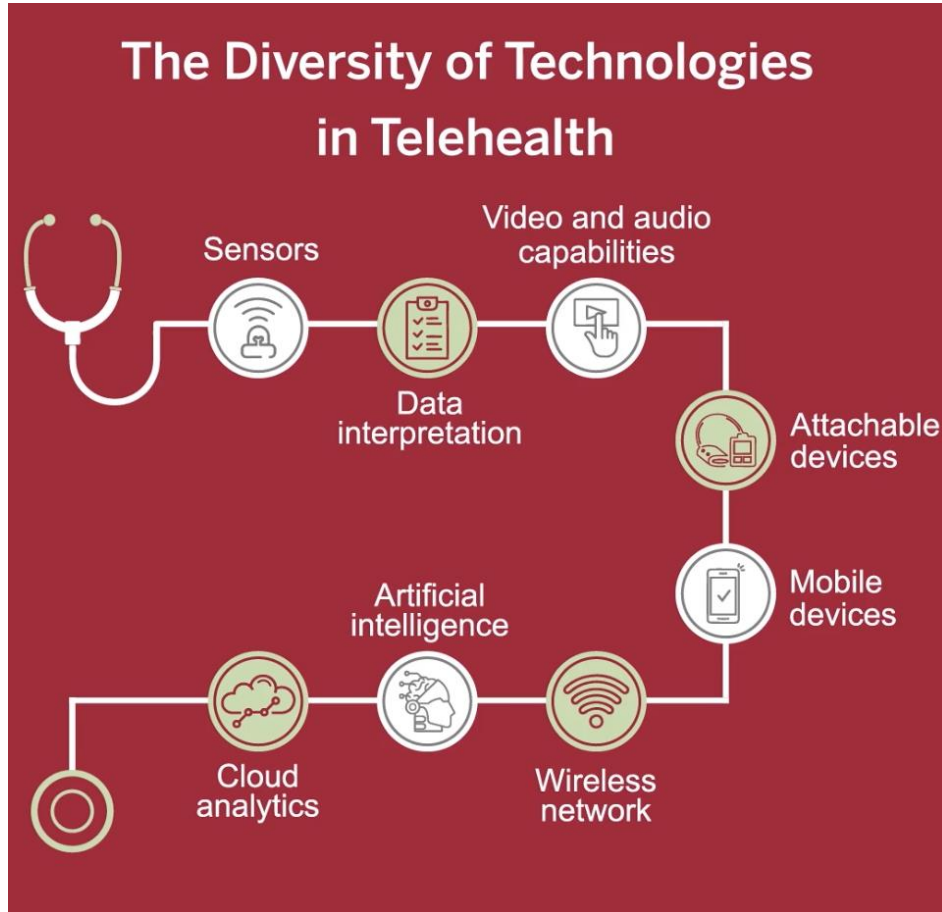 The Diversity of Technologies
in Telehealth
Sensors
Data
interpretation
Video and audio
capabilities
Attachable
devices
Mobile
devices
Wireless
network
Artificial
intelligence
Cloud
analytics